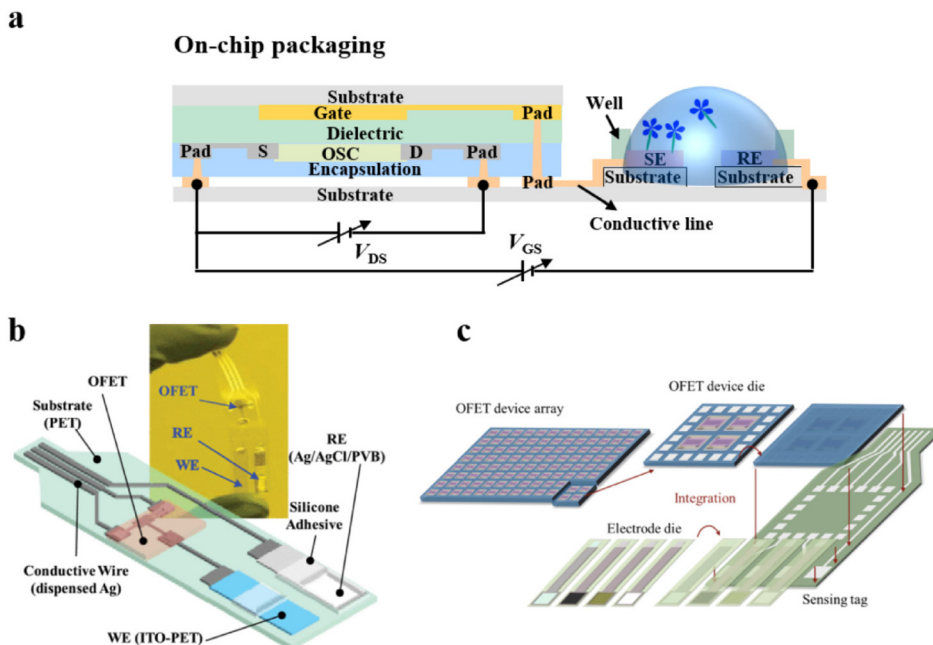 a
On-chip packaging
Substrate
Gate
Pad
Dielectric
Well
Pad
S
OSC
D
Pad
Encapsulation
SE
RE
Pad
Substrate
Substrate
Substrate
Conductive line
VDS
VGS
b
OFET
Substrate
(PET)
OFET
RE
WE
RE
(Ag/AgCl/PVB)
Silicone
Adhesive
Conductive Wire
(dispensed Ag)
WE (ITO-PET)
c
OFET device die
OFET device array
Integration
Electrode die
Sensing tag